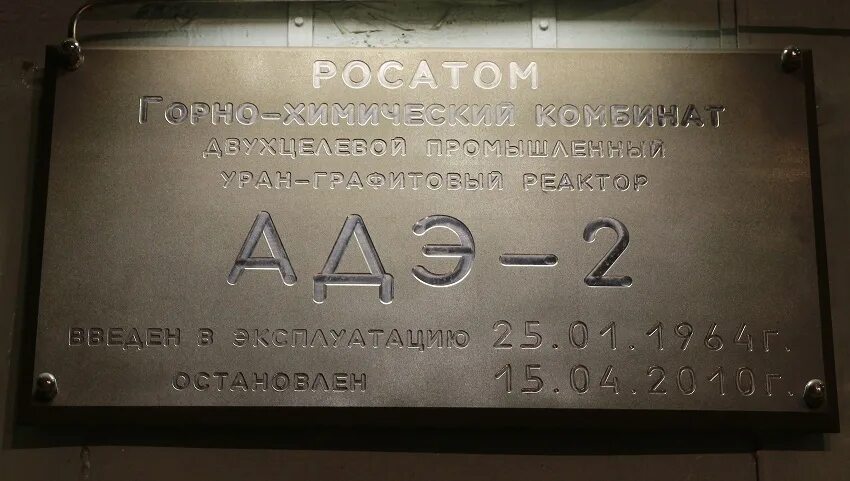 РОСАТОМ
ГОРНО-ХИМИЧЕСКИЙ КОМБИНАТ
ДВУХЦЕЛЕВОЙ ПРОМЫШЛЕННЫЙ
УРАН-ГРАФИТОВЫЙ РЕАКТОР
АДЭ-2
ВВЕДЕН В ЭКСПЛУАТАЦИЮ 25.01.1964г.
ОСТАНОВЛЕН 15.04.2010г.